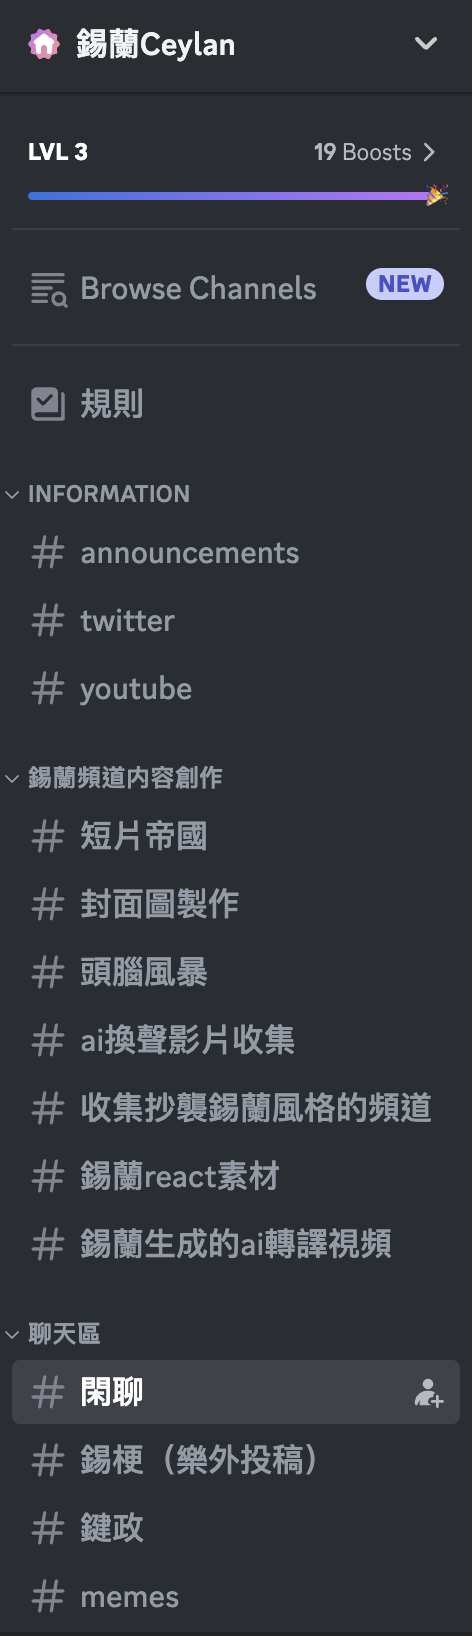 錫蘭Ceylan
LVL 3
19 Boosts
Browse Channels
NEW
規則
INFORMATION
# announcements
# twitter
# youtube
錫蘭頻道内容創作
# 短片帝國
# 封面圖製作
# 頭腦風暴
# ai換聲影片收集
# 收集抄襲錫蘭風格的頻道
# 錫蘭react素材
# 錫蘭生成的ai轉譯視頻
聊天區
# 閑聊
# 錫梗（樂外投稿）
# 鍵政
# memes